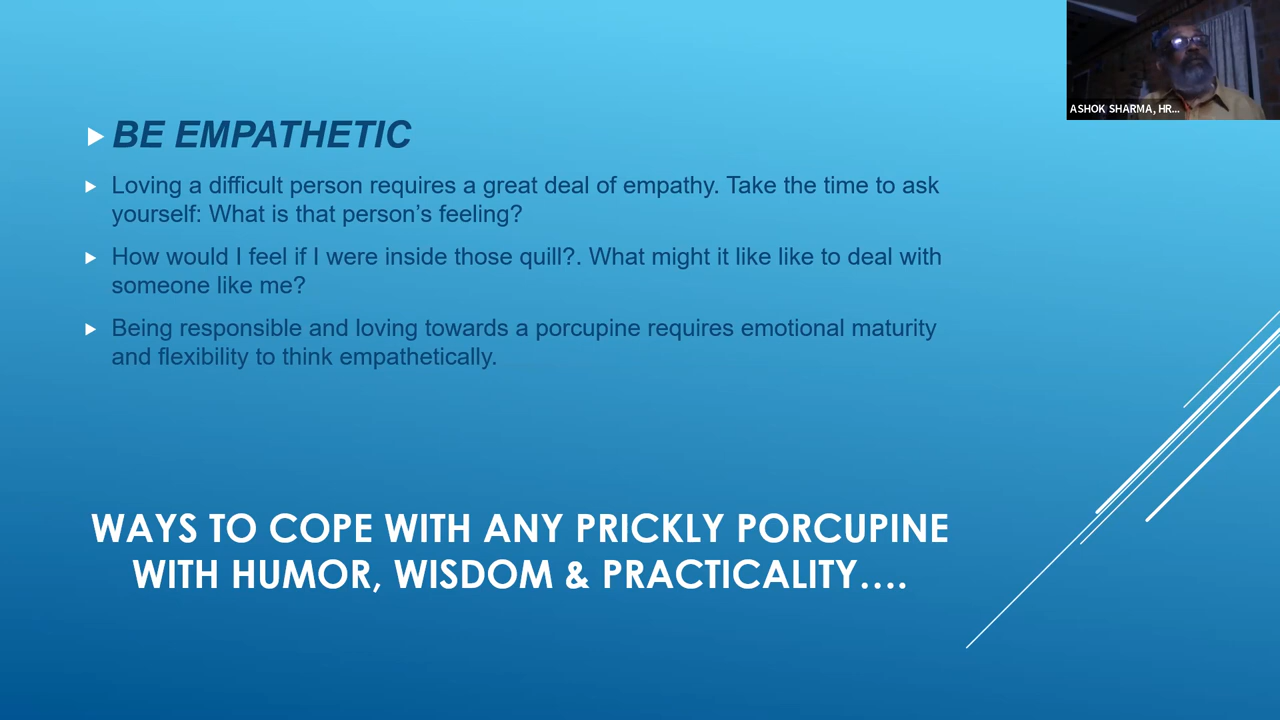 BE EMPATHETIC
Loving a difficult person requires a great deal of empathy. Take the time to ask
yourself: What is that person’s feeling?
How would I feel if I were inside those quill?. What might it like like to deal with
someone like me?
Being responsible and loving towards a porcupine requires emotional maturity
and flexibility to think empathetically.
WAYS TO COPE WITH ANY PRICKLY PORCUPINE
WITH HUMOR, WISDOM & PRACTICALITY....
ASHOK SHARMA, HR...